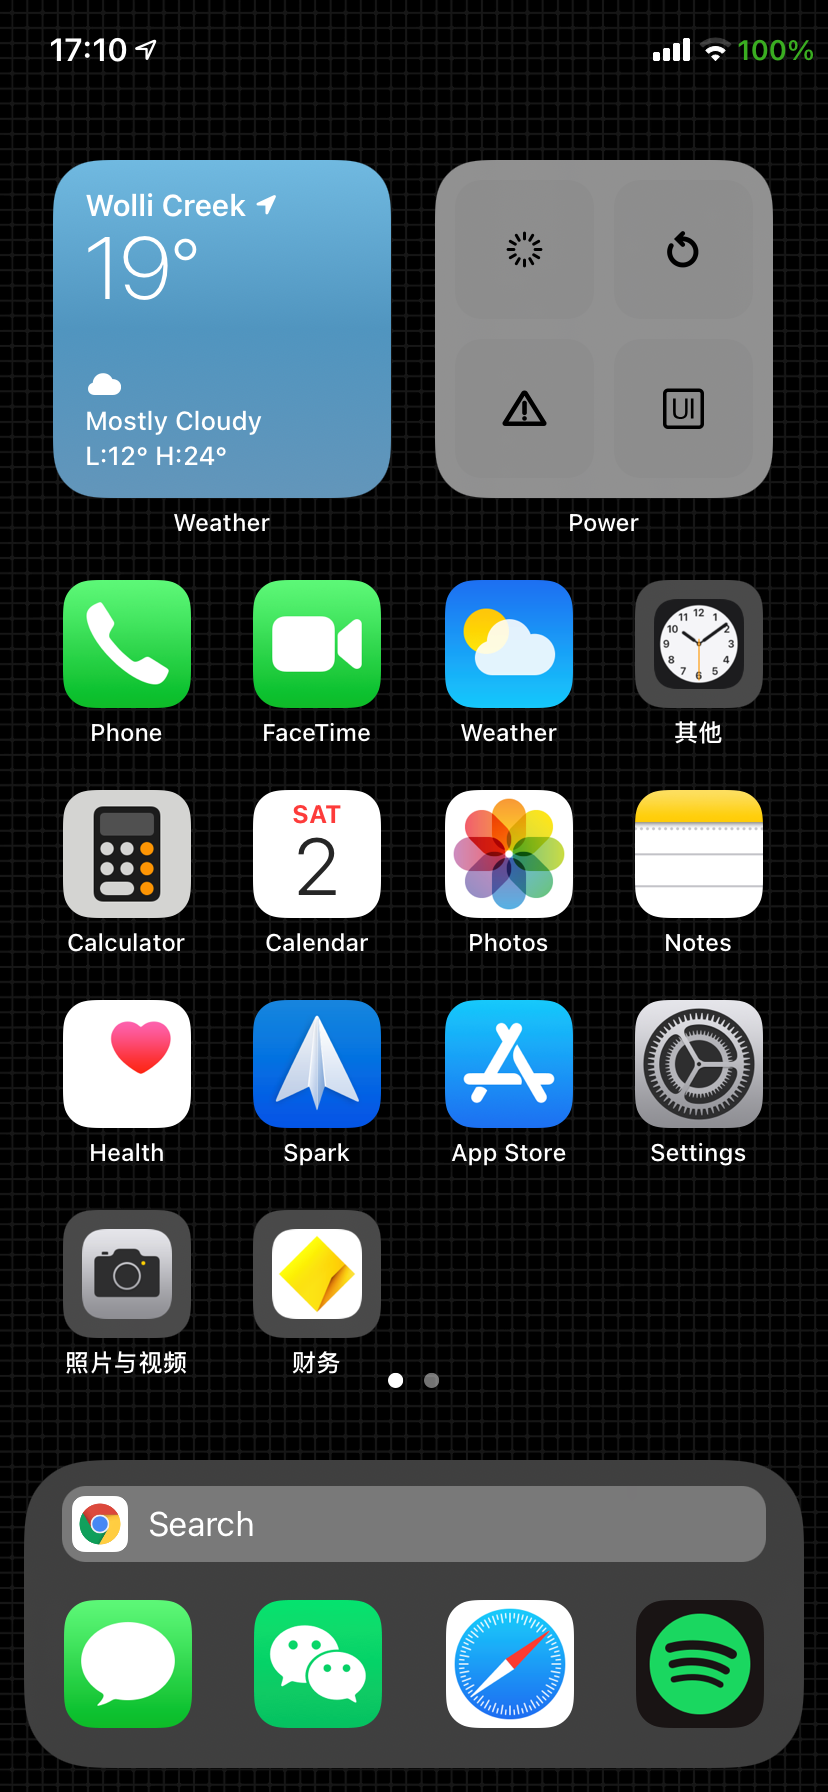 17:10 100%
Wolli Creek
19°
Mostly Cloudy
L:12° H:24°
UI
Weather Power
12
11 1
10 2
9 3
8 4
7 5
6
Phone FaceTime Weather 其他
SAT
2
Calculator Calendar Photos Notes
Health Spark App Store Settings
照片与视频 财务
Search